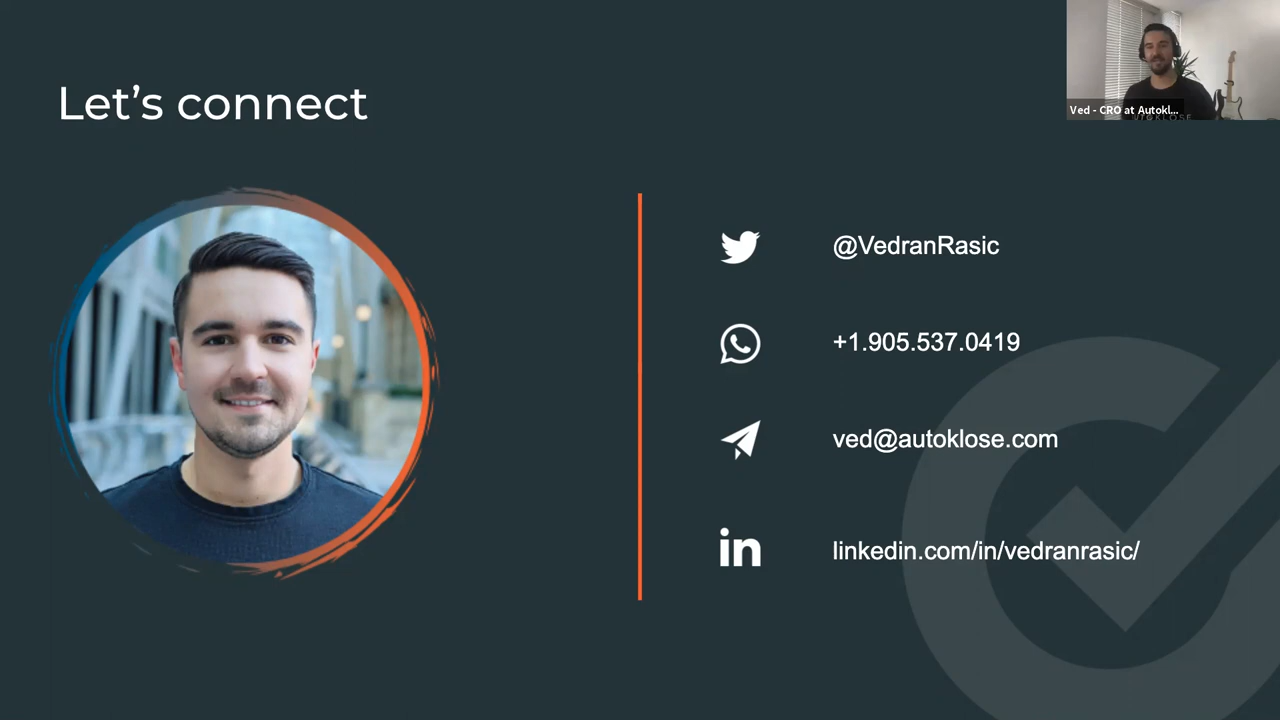 Let's connect
Ved - CRO at Autokl...
@VedranRasic
+1.905.537.0419
ved@autoklose.com
linkedin.com/in/vedranrasic/